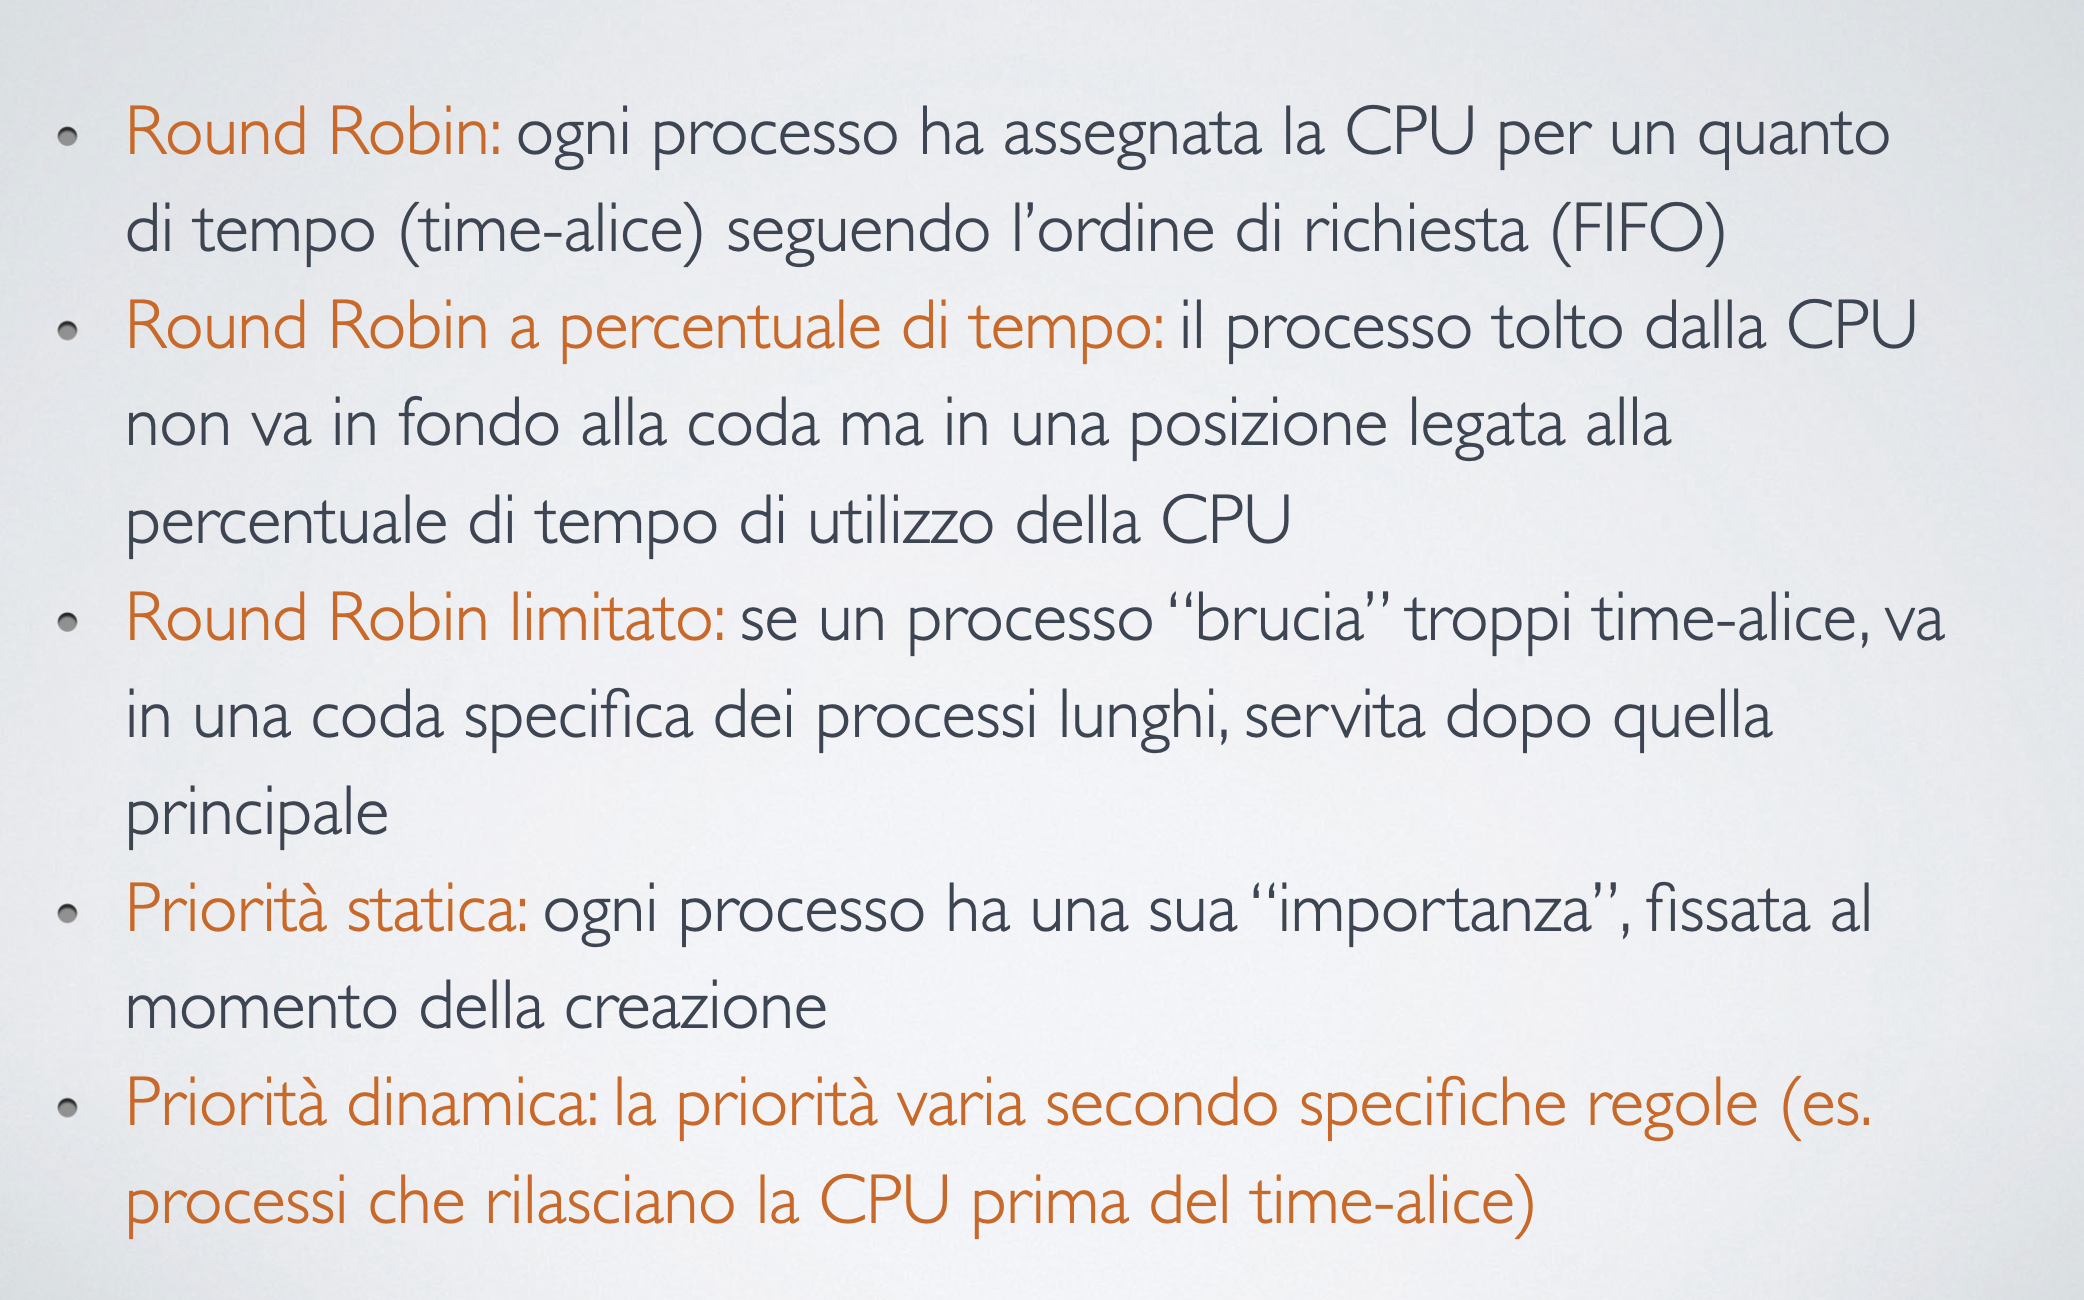 • Round Robin: ogni processo ha assegnata la CPU per un quanto
di tempo (time-alice) seguendo l’ordine di richiesta (FIFO)
• Round Robin a percentuale di tempo: il processo tolto dalla CPU
non va in fondo alla coda ma in una posizione legata alla
percentuale di tempo di utilizzo della CPU
• Round Robin limitato: se un processo “brucia” troppi time-alice, va
in una coda specifica dei processi lunghi, servita dopo quella
principale
• Priorità statica: ogni processo ha una sua “importanza”, fissata al
momento della creazione
• Priorità dinamica: la priorità varia secondo specifiche regole (es.
processi che rilasciano la CPU prima del time-alice)